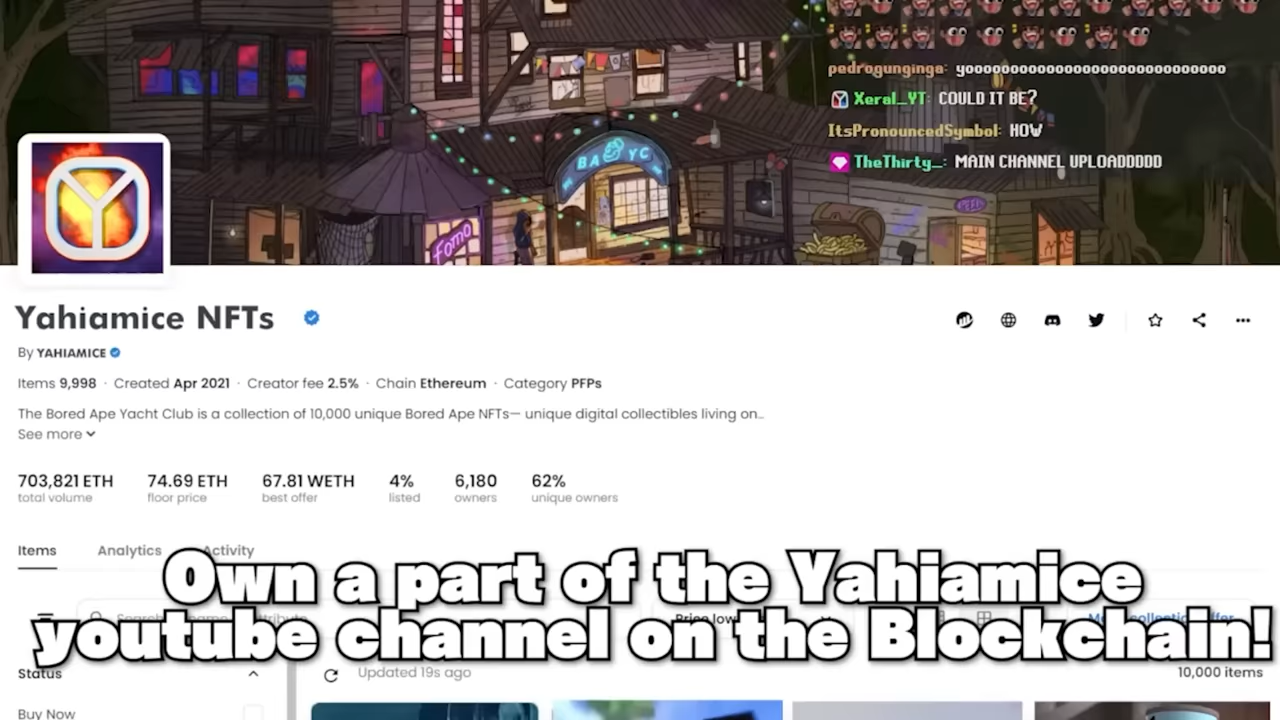 pedrogunginga: yoooooooooooooooooooooooooooo
Xeral_YT: COULD IT BE?
ItsPronouncedSymbol: HOW
TheThirty_: MAIN CHANNEL UPLOADDDDD
BAYC
Fomo
Yahiamice NFTs
By YAHIAMICE
Items 9,998 · Created Apr 2021 · Creator fee 2.5% · Chain Ethereum · Category PFPs
The Bored Ape Yacht Club is a collection of 10,000 unique Bored Ape NFTs— unique digital collectibles living on…
See more
703,821 ETH 74.69 ETH 67.81 WETH 4% 6,180 62%
total volume floor price best offer listed owners unique owners
Items Analytics Activity
Own a part of the Yahiamice
youtube channel on the Blockchain!
Price low
Status
Updated 19s ago 10,000 items
Buy Now